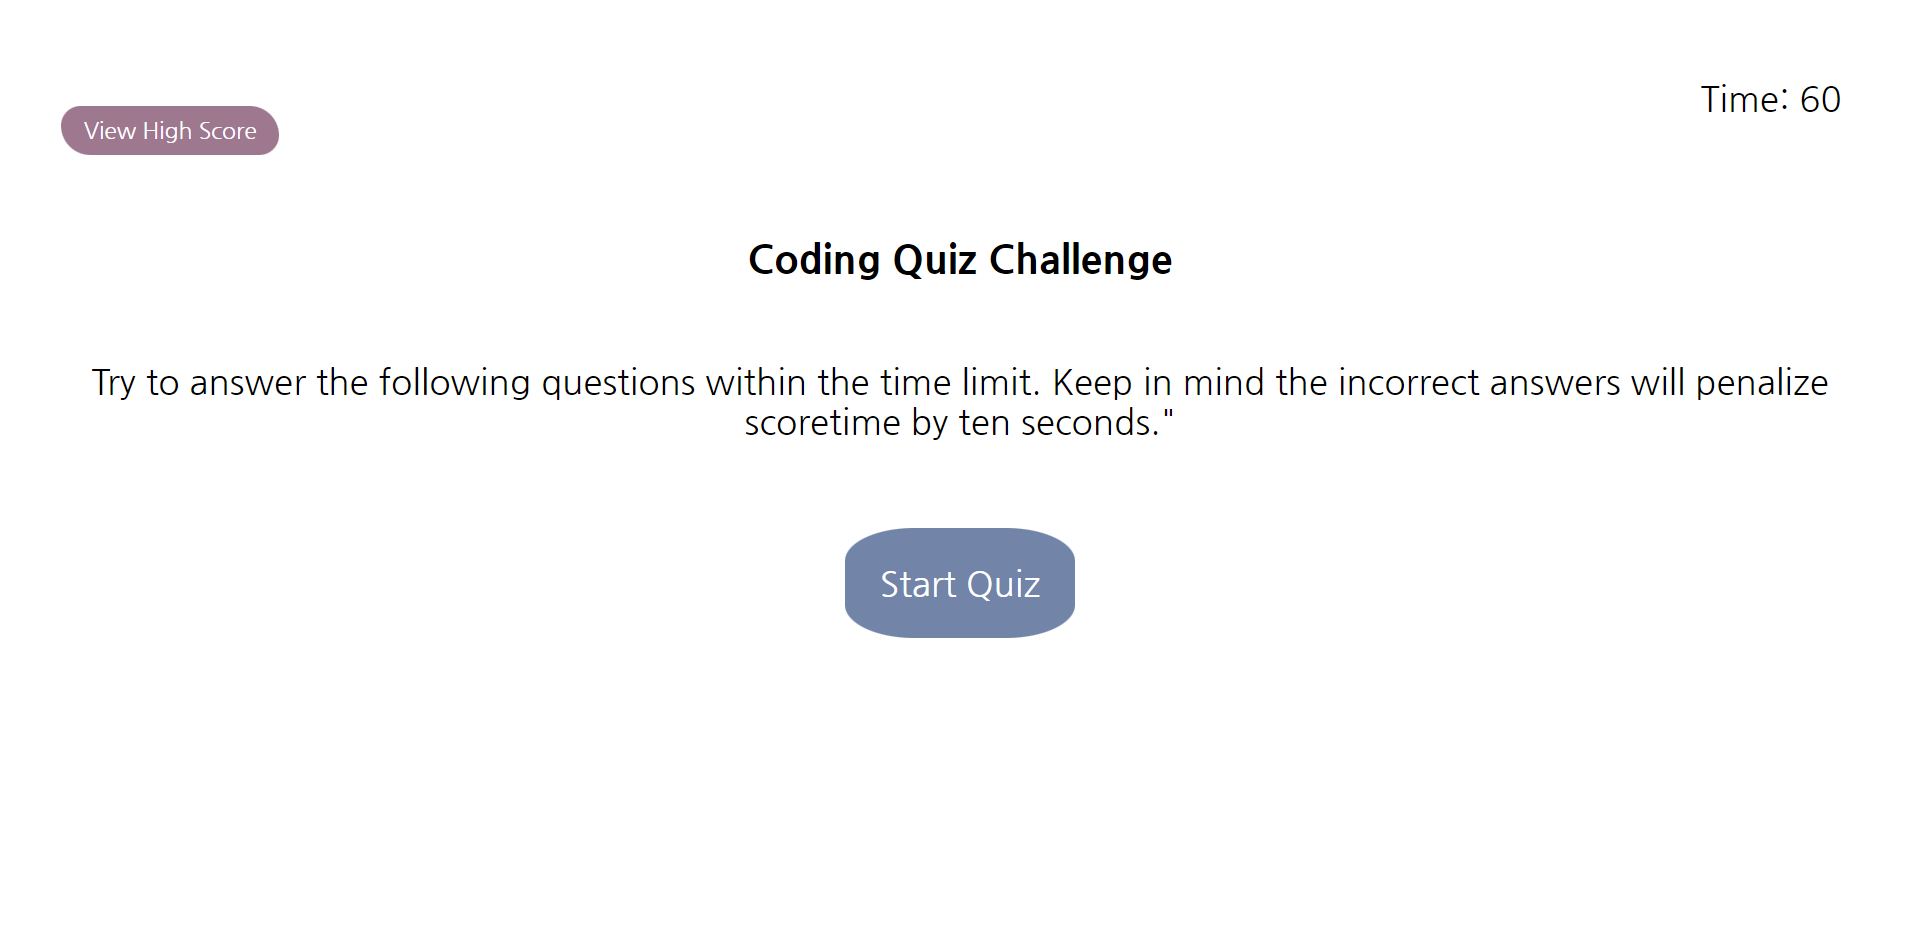 Time: 60
View High Score
Coding Quiz Challenge
Try to answer the following questions within the time limit. Keep in mind the incorrect answers will penalize
scoretime by ten seconds."
Start Quiz